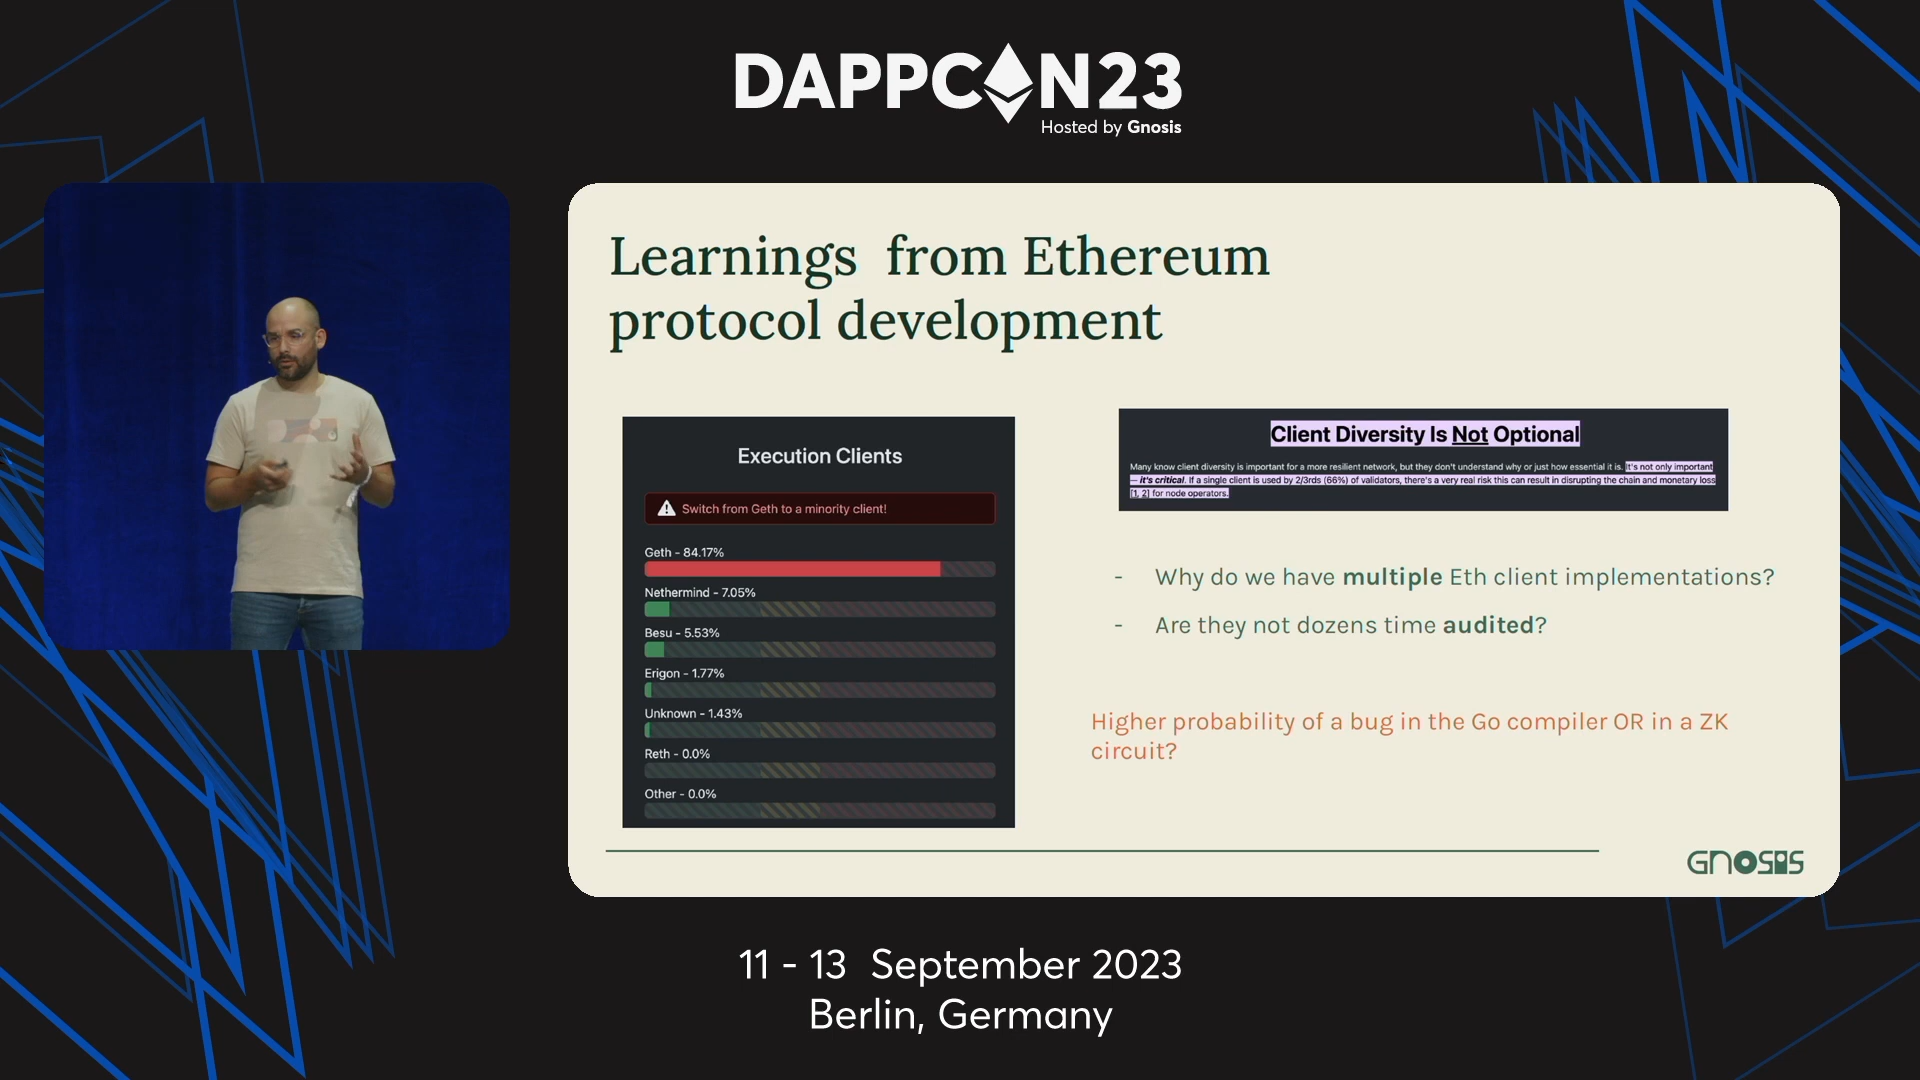 DAPPCON23
Hosted by Gnosis
Learnings from Ethereum
protocol development
Execution Clients
Switch from Geth to a minority client!
Geth - 84.17%
Nethermind - 7.05%
Besu - 5.53%
Erigon - 1.77%
Unknown - 1.43%
Reth - 0.0%
Other - 0.0%
Client Diversity Is Not Optional
Many know client diversity is important for a more resilient network, but they don't understand why or just how essential it is. It's not only important
— it's critical. If a single client is used by 2/3rds (66%) of validators, there's a very real risk this can result in disrupting the chain and monetary loss
[1, 2] for node operators.
- Why do we have multiple Eth client implementations?
- Are they not dozens time audited?
Higher probability of a bug in the Go compiler OR in a ZK
circuit?
GNOSIS
11 - 13 September 2023
Berlin, Germany